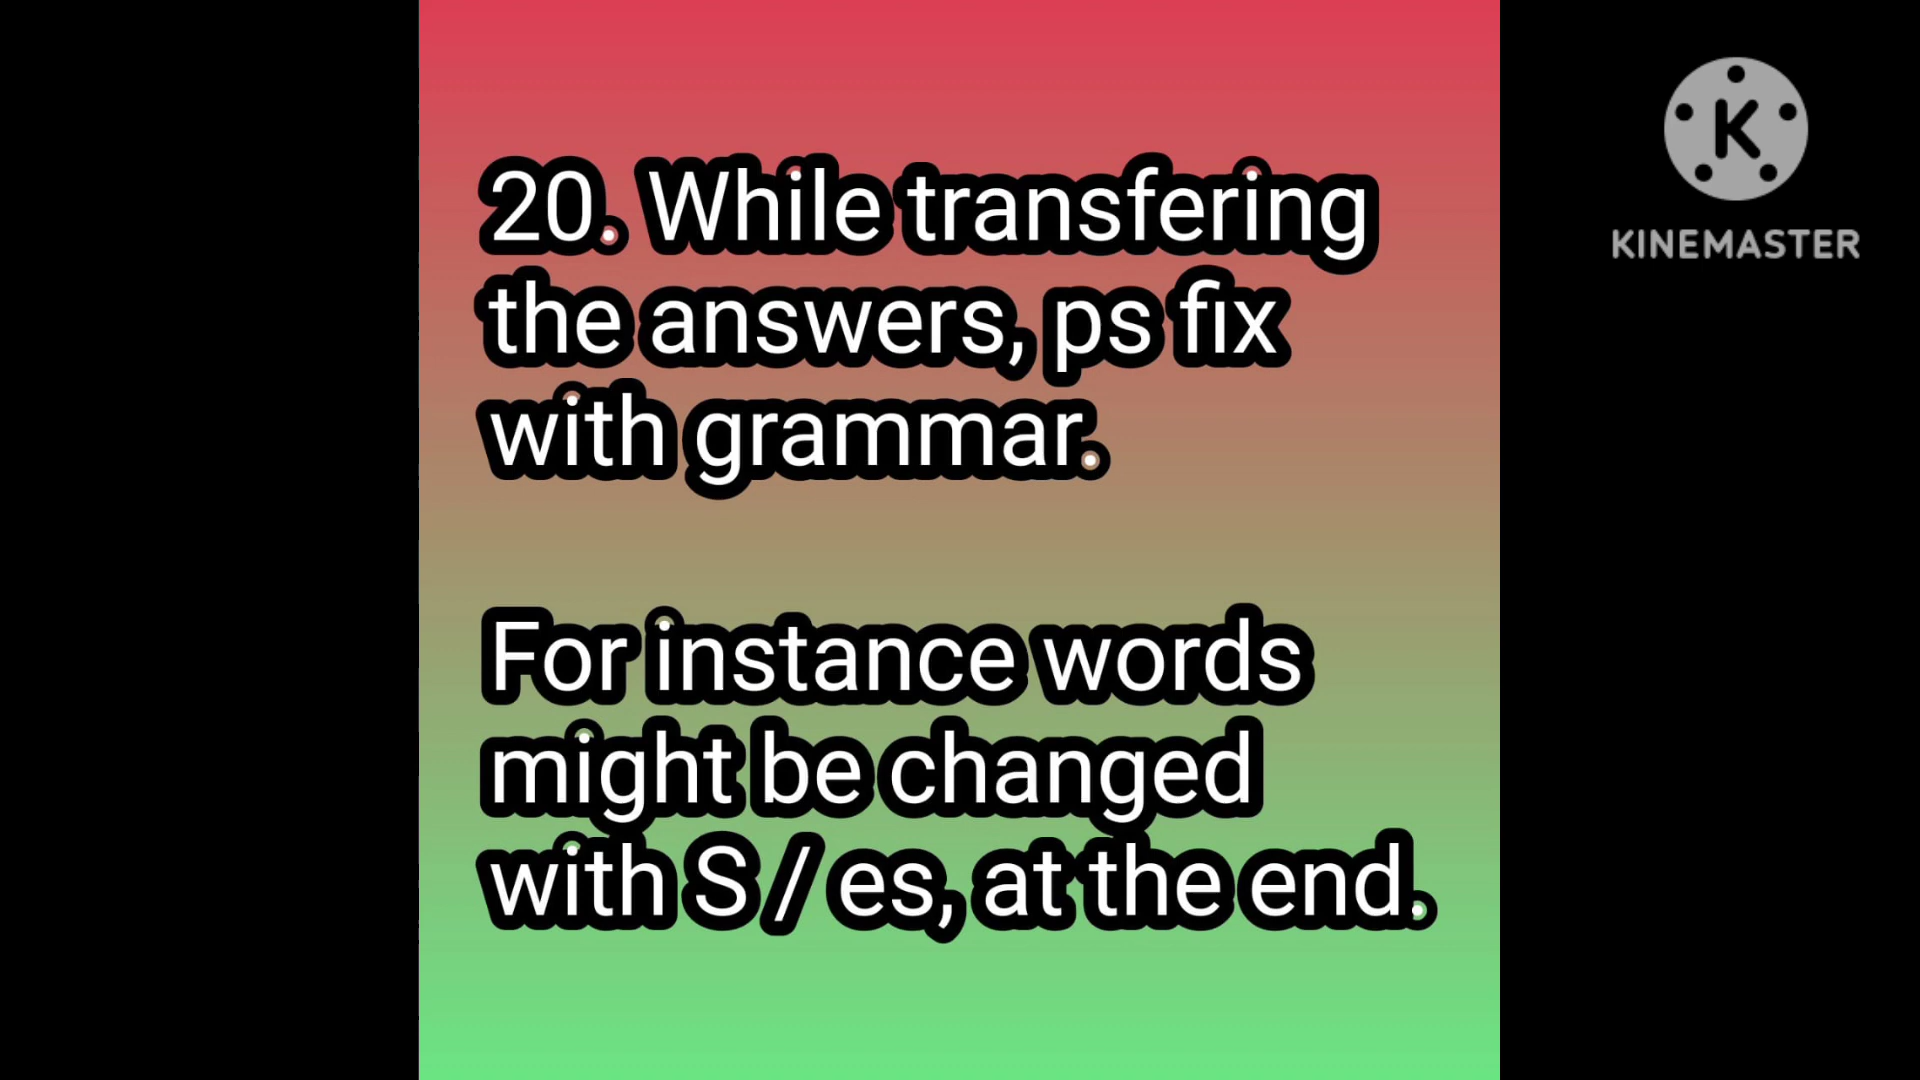 20. While transfering
the answers, ps fix
with grammar.
For instance words
might be changed
with S / es, at the end.
K
KINEMASTER